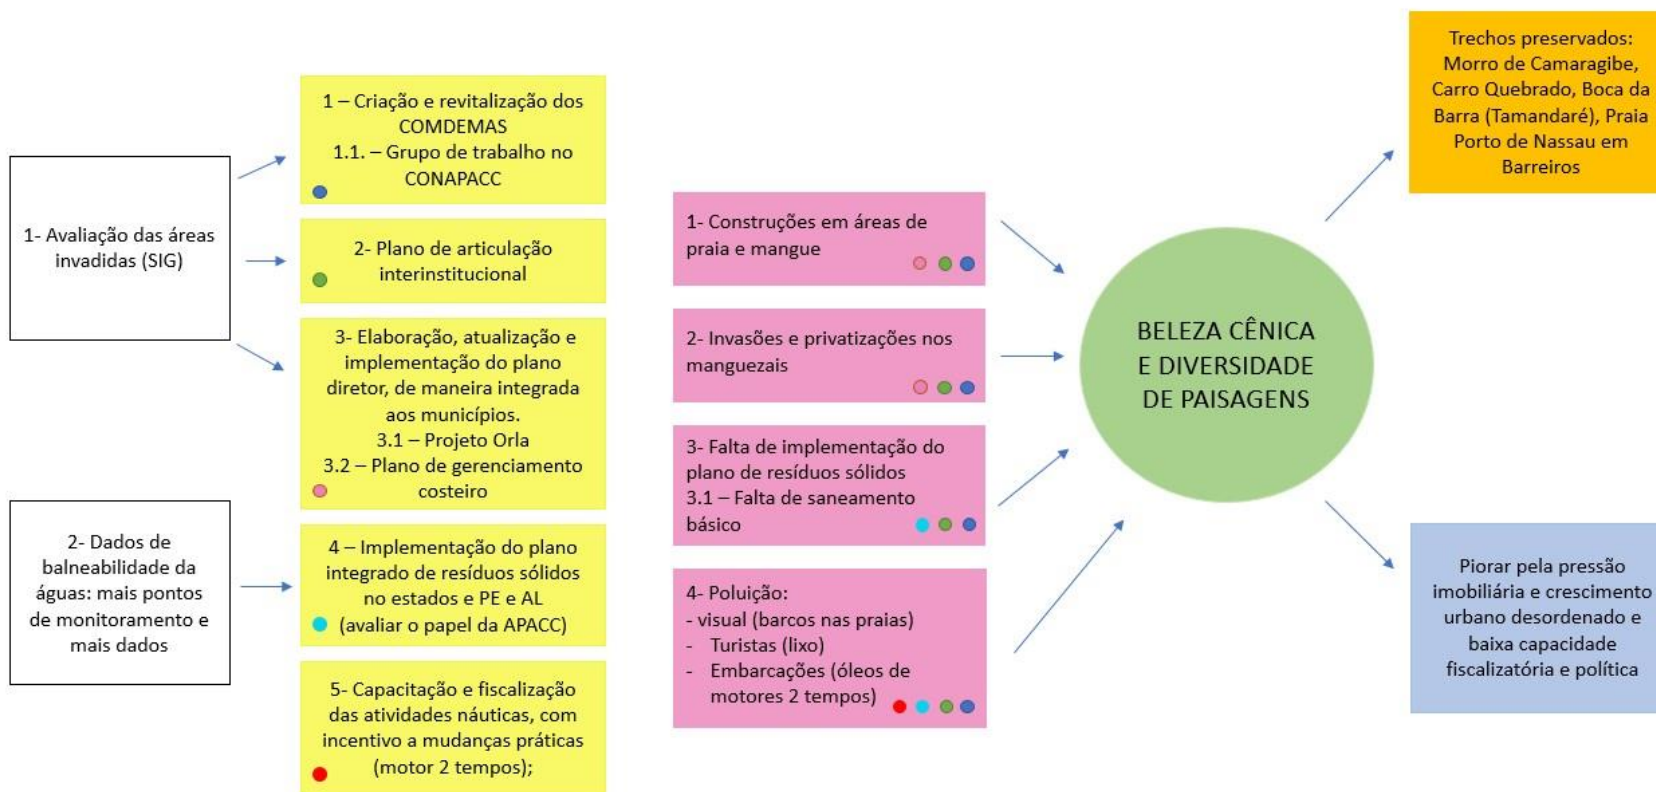 1- Avaliação das áreas
invadidas (SIG)
2- Dados de
balneabilidade da
águas: mais pontos
de monitoramento e
mais dados
1 – Criação e revitalização dos
COMDEMAS
1.1. – Grupo de trabalho no
CONAPACC
2- Plano de articulação
interinstitucional
3- Elaboração, atualização e
implementação do plano
diretor, de maneira integrada
aos municípios.
3.1 – Projeto Orla
3.2 – Plano de gerenciamento
costeiro
4 – Implementação do plano
integrado de resíduos sólidos
no estados e PE e AL
(avaliar o papel da APACC)
5- Capacitação e fiscalização
das atividades náuticas, com
incentivo a mudanças práticas
(motor 2 tempos);
1- Construções em áreas de
praia e mangue
2- Invasões e privatizações nos
manguezais
3- Falta de implementação do
plano de resíduos sólidos
3.1 – Falta de saneamento
básico
4- Poluição:
- visual (barcos nas praias)
- Turistas (lixo)
- Embarcações (óleos de
motores 2 tempos)
BELEZA CÊNICA
E DIVERSIDADE
DE PAISAGENS
Trechos preservados:
Morro de Camaragibe,
Carro Quebrado, Boca da
Barra (Tamandaré), Praia
Porto de Nassau em
Barreiros
Piorar pela pressão
imobiliária e crescimento
urbano desordenado e
baixa capacidade
fiscalizatória e política